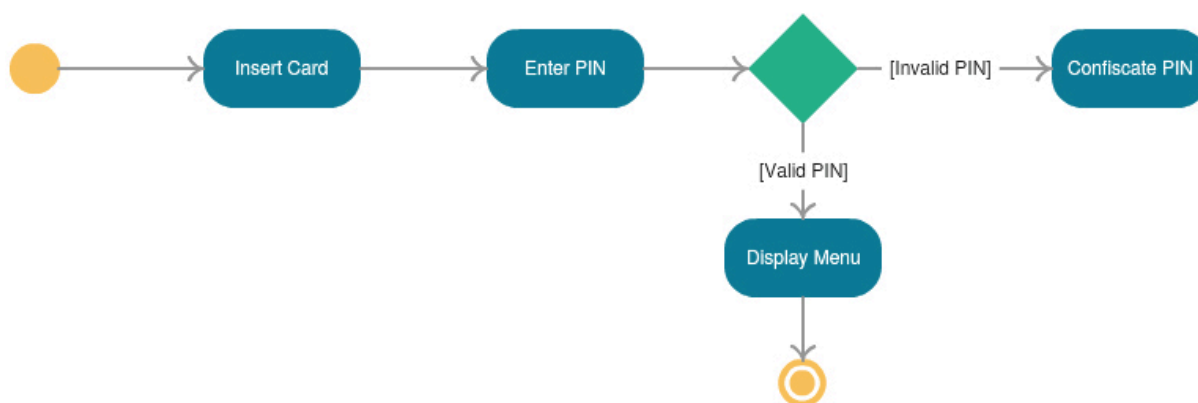 Insert Card
Enter PIN
[Invalid PIN]
Confiscate PIN
[Valid PIN]
Display Menu